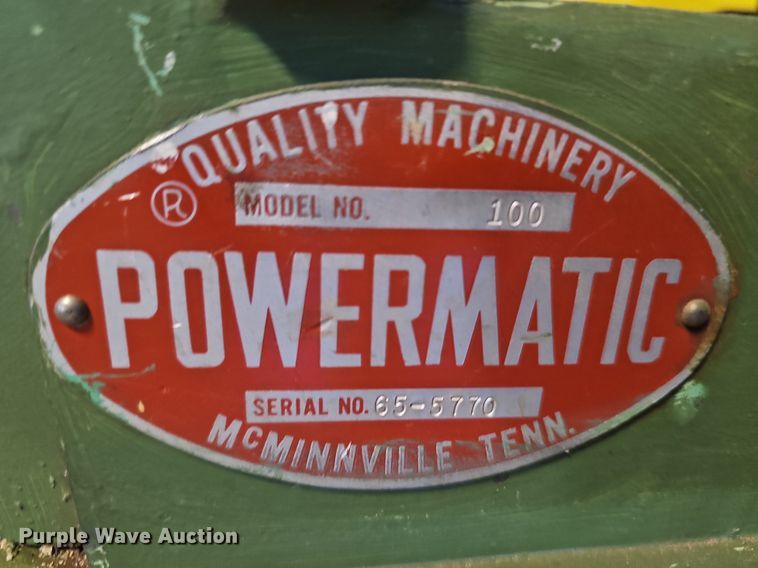 QUALITY MACHINERY
®
MODEL NO. 100
POWERMATIC
SERIAL NO. 65-5770
McMINNVILLE TENN.
Purple Wave Auction